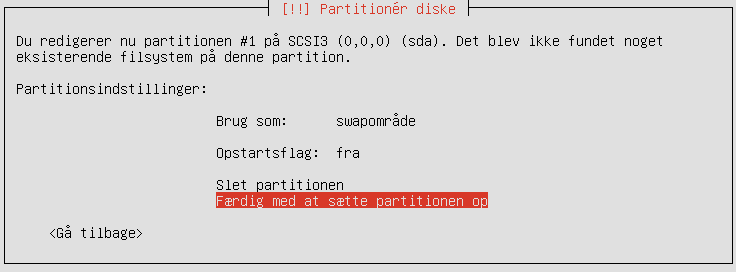 [!!] Partitionér diske
Du redigerer nu partitionen #1 på SCSI3 (0,0,0) (sda). Det blev ikke fundet noget
eksisterende filsystem på denne partition.
Partitionsindstillinger:
Brug som: swapområde
Opstartsflag: fra
Slet partitionen
Færdig med at sætte partitionen op
<Gå tilbage>